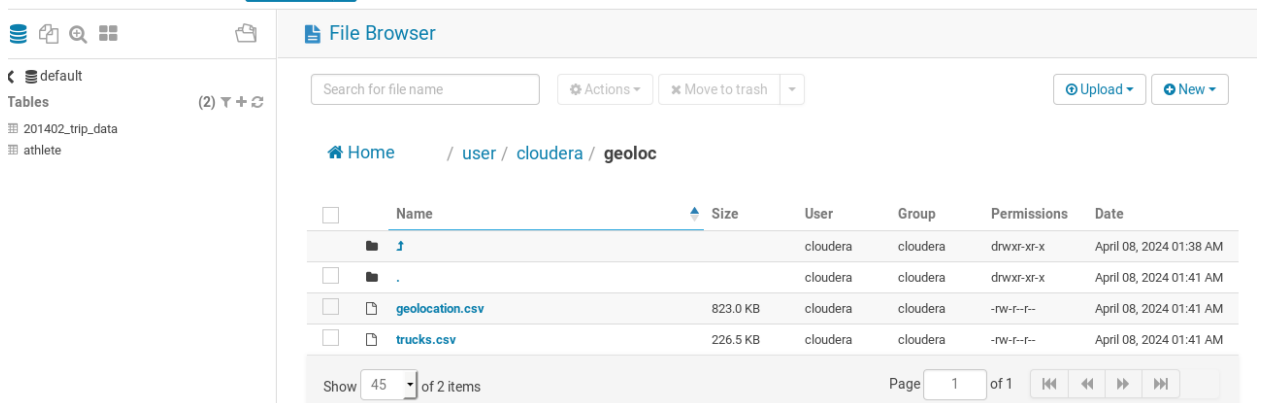 File Browser
default
Tables (2)
201402_trip_data
athlete
Search for file name Actions Move to trash Upload New
Home / user / cloudera / geoloc
Name Size User Group Permissions Date
cloudera cloudera drwxr-xr-x April 08, 2024 01:38 AM
. cloudera cloudera drwxr-xr-x April 08, 2024 01:41 AM
geolocation.csv 823.0 KB cloudera cloudera -rw-r--r-- April 08, 2024 01:41 AM
trucks.csv 226.5 KB cloudera cloudera -rw-r--r-- April 08, 2024 01:41 AM
Show 45 of 2 items Page 1 of 1